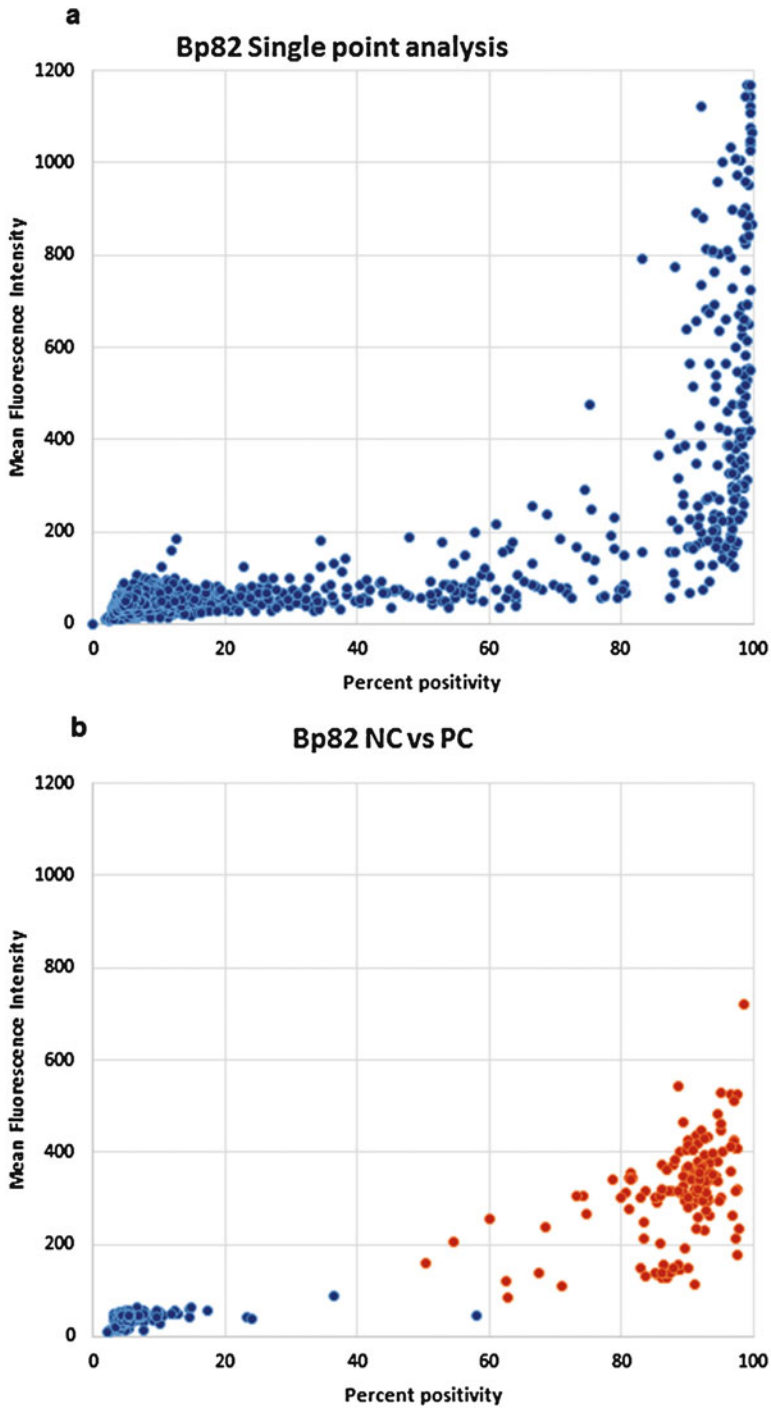 a
Bp82 Single point analysis
1200
1000
800
600
400
200
0
Mean Fluorescence Intensity
0 20 40 60 80 100
Percent positivity
b
Bp82 NC vs PC
1200
1000
800
600
400
200
0
Mean Fluorescence Intensity
0 20 40 60 80 100
Percent positivity